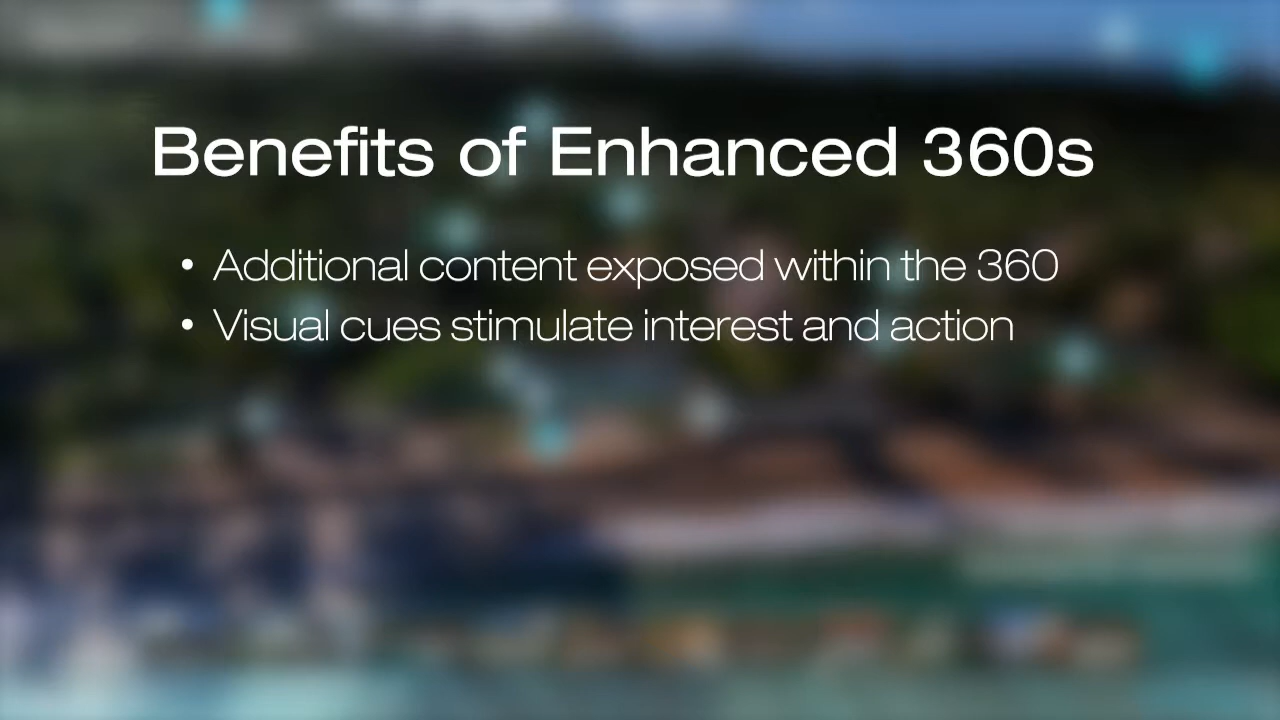 Benefits of Enhanced 360s
• Additional content exposed within the 360
• Visual cues stimulate interest and action